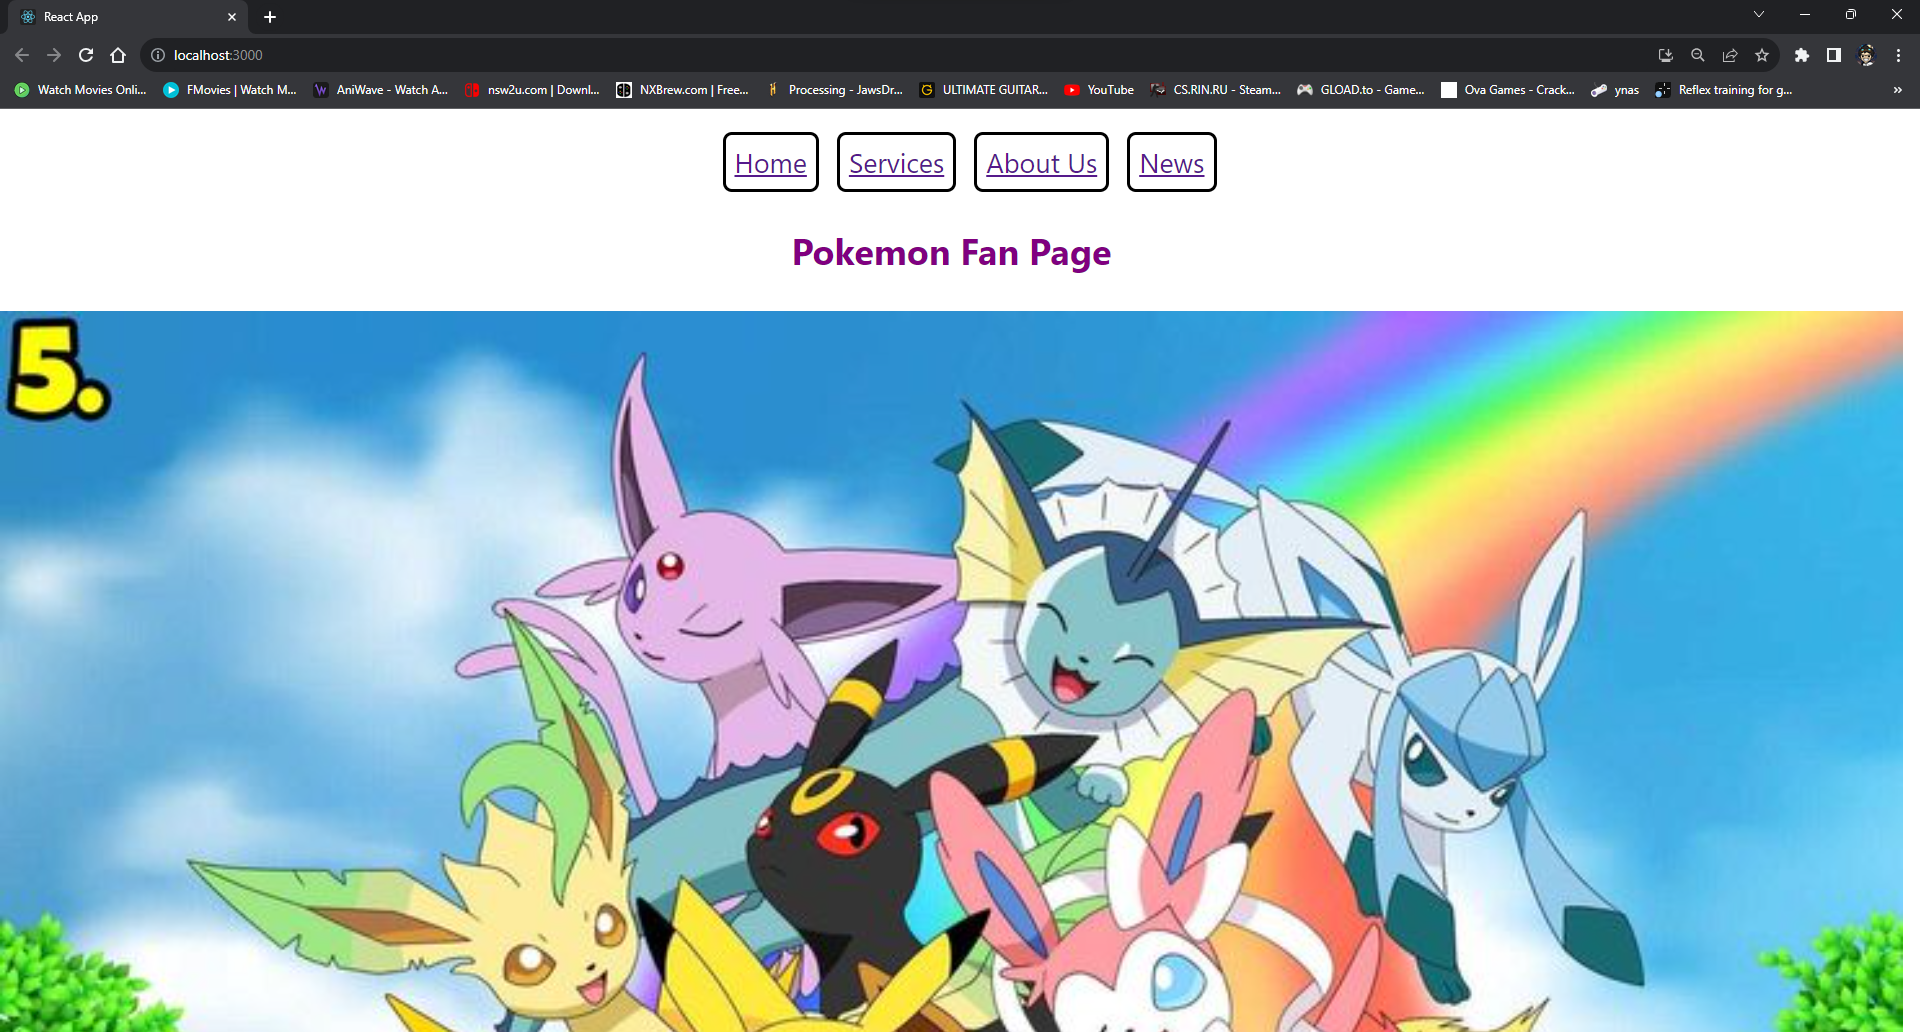 React App
localhost:3000
Watch Movies Onli... FMovies | Watch M... AniWave - Watch A... nsw2u.com | Downl... NXBrew.com | Free... Processing - JawsDr... ULTIMATE GUITAR... YouTube CS.RIN.RU - Steam... GLOAD.to - Game... Ova Games - Crack... ynas Reflex training for g... »
Home Services About Us News
Pokemon Fan Page
5.